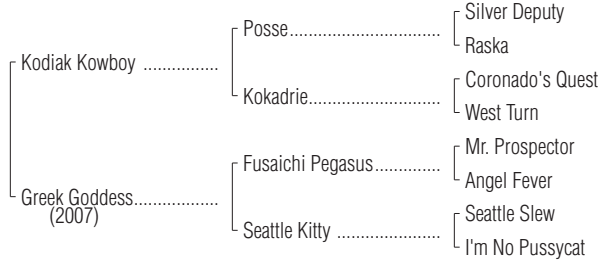 Silver Deputy
Posse
Raska
Kodiak Kowboy
Coronado's Quest
Kokadrie
West Turn
Mr. Prospector
Fusaichi Pegasus
Angel Fever
Greek Goddess
(2007)
Seattle Slew
Seattle Kitty
I'm No Pussycat